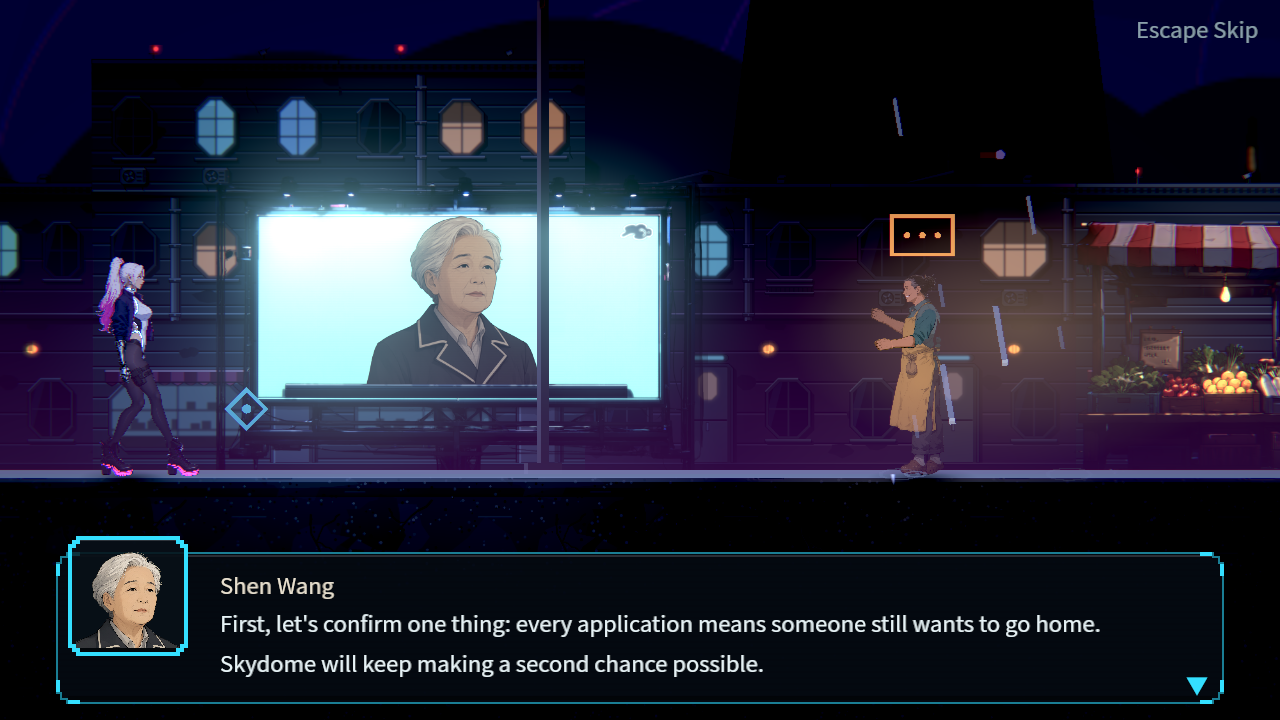 Escape Skip
Shen Wang
First, let's confirm one thing: every application means someone still wants to go home.
Skydome will keep making a second chance possible.